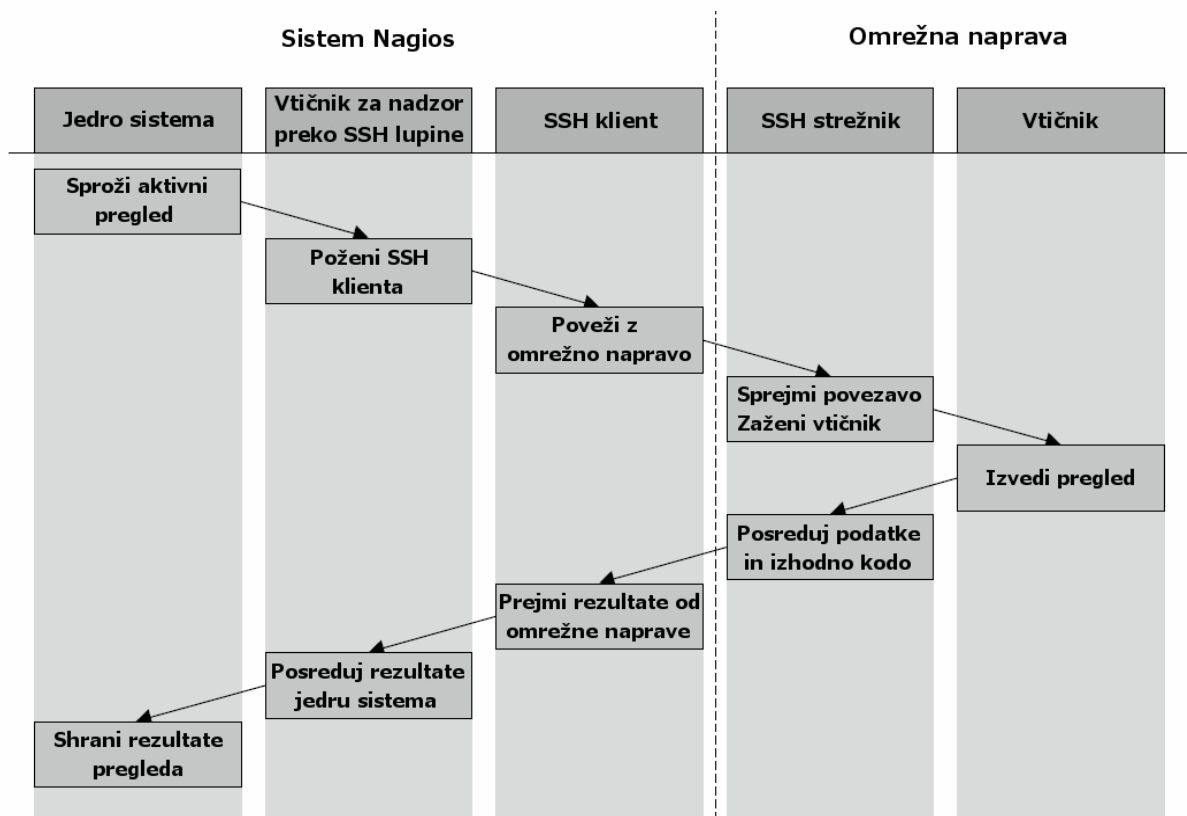 Sistem Nagios
Omrežna naprava
Jedro sistema
Vtičnik za nadzor
preko SSH lupine
SSH klient
SSH strežnik
Vtičnik
Sproži aktivni
pregled
Poženi SSH
klienta
Poveži z
omrežno napravo
Sprejmi povezavo
Zaženi vtičnik
Izvedi pregled
Posreduj podatke
in izhodno kodo
Prejmi rezultate od
omrežne naprave
Posreduj rezultate
jedru sistema
Shrani rezultate
pregleda